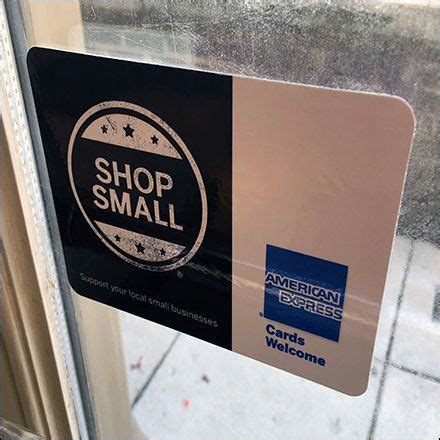 SHOP
SMALL
®
Support your local small businesses
AMERICAN
EXPRESS
®
Cards
Welcome